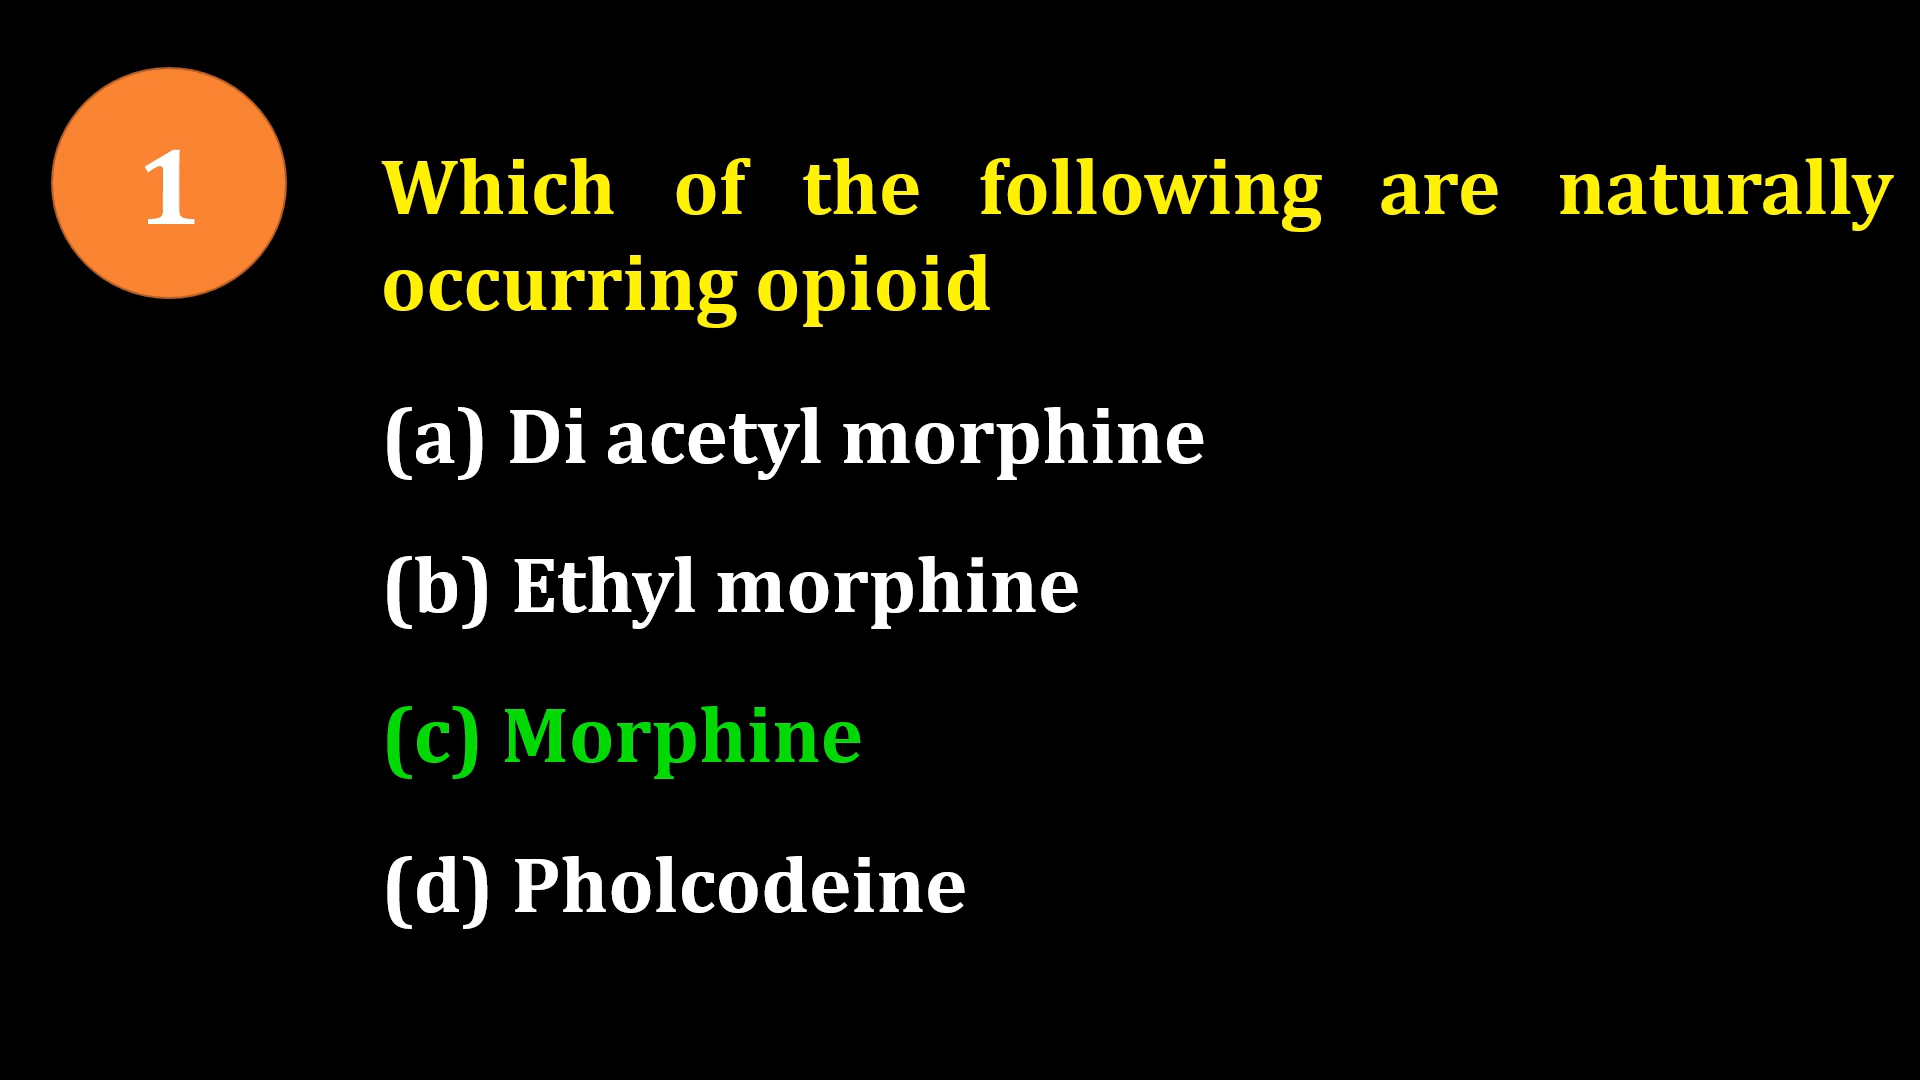 1
Which of the following are naturally
occurring opioid
(a) Di acetyl morphine
(b) Ethyl morphine
(c) Morphine
(d) Pholcodeine